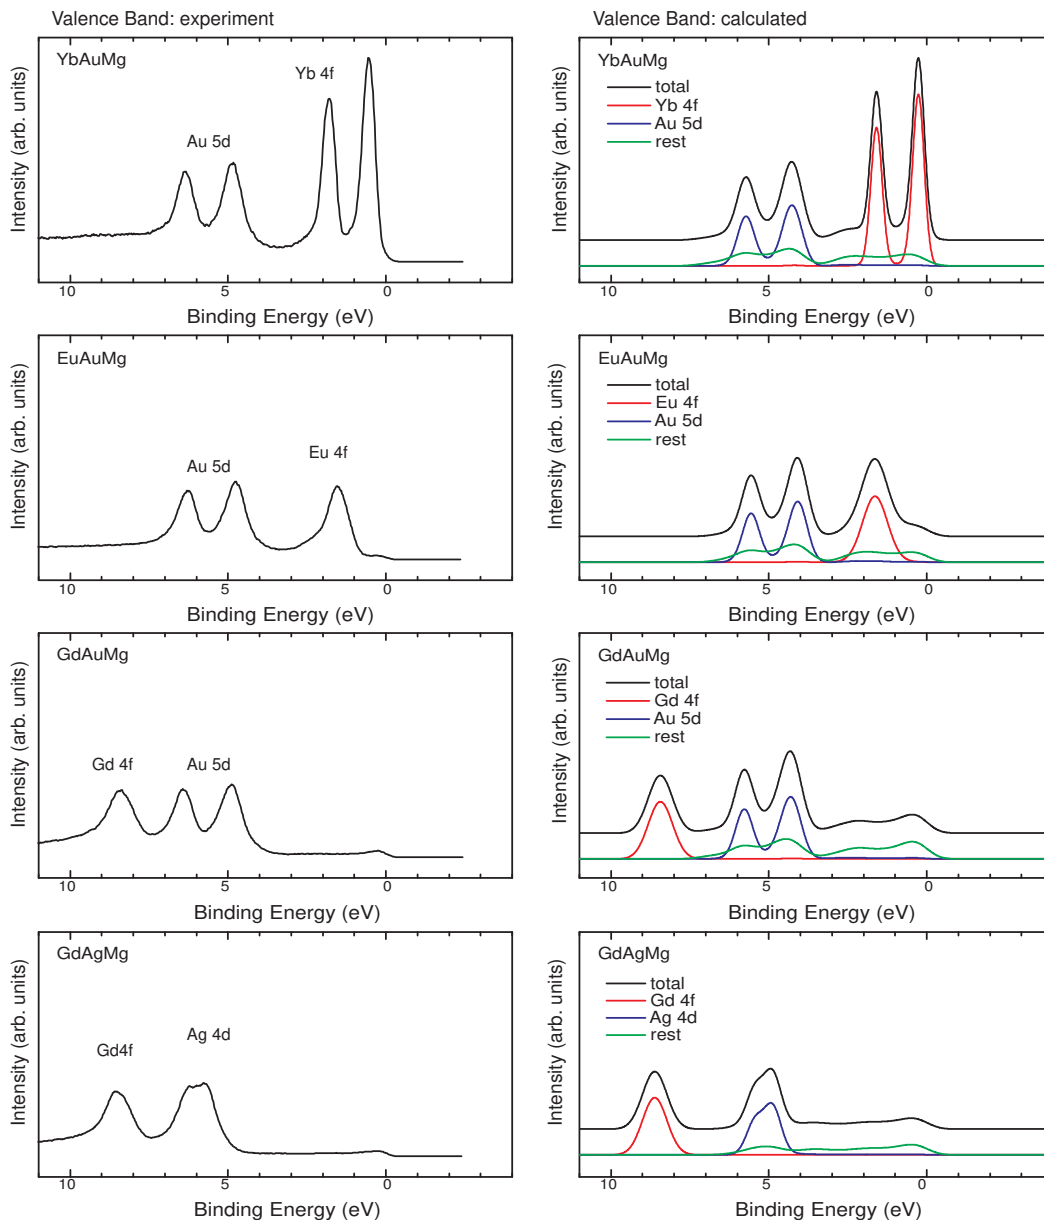 Valence Band: experiment
Valence Band: calculated
YbAuMg
Yb 4f
Au 5d
Intensity (arb. units)
10
5
0
Binding Energy (eV)
YbAuMg
total
Yb 4f
Au 5d
rest
Intensity (arb. units)
10
5
0
Binding Energy (eV)
EuAuMg
Eu 4f
Au 5d
Intensity (arb. units)
10
5
0
Binding Energy (eV)
EuAuMg
total
Eu 4f
Au 5d
rest
Intensity (arb. units)
10
5
0
Binding Energy (eV)
GdAuMg
Gd 4f
Au 5d
Intensity (arb. units)
10
5
0
Binding Energy (eV)
GdAuMg
total
Gd 4f
Au 5d
rest
Intensity (arb. units)
10
5
0
Binding Energy (eV)
GdAgMg
Ag 4d
Gd4f
Intensity (arb. units)
10
5
0
Binding Energy (eV)
GdAgMg
total
Gd 4f
Ag 4d
rest
Intensity (arb. units)
10
5
0
Binding Energy (eV)